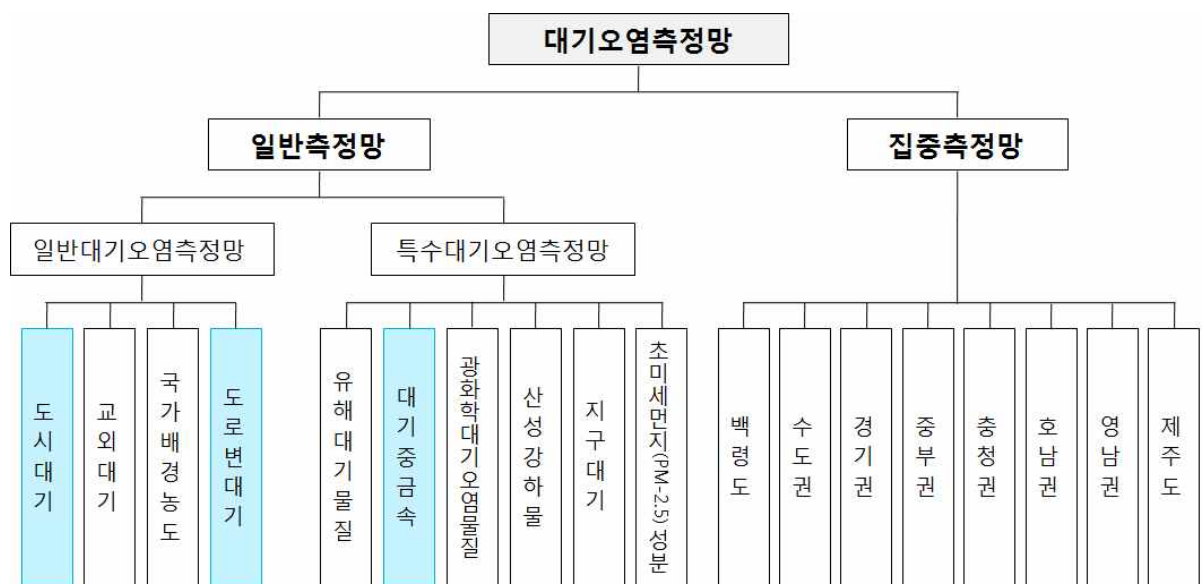 대기오염측정망
일반측정망
집중측정망
일반대기오염측정망
특수대기오염측정망
도시대기
교외대기
국가배경농도
도로변대기
유해대기물질
대기중금속
광화학대기오염물질
산성강하물
지구대기
초미세먼지(PM-2.5) 성분
백령도
수도권
경기권
중부권
충청권
호남권
영남권
제주도